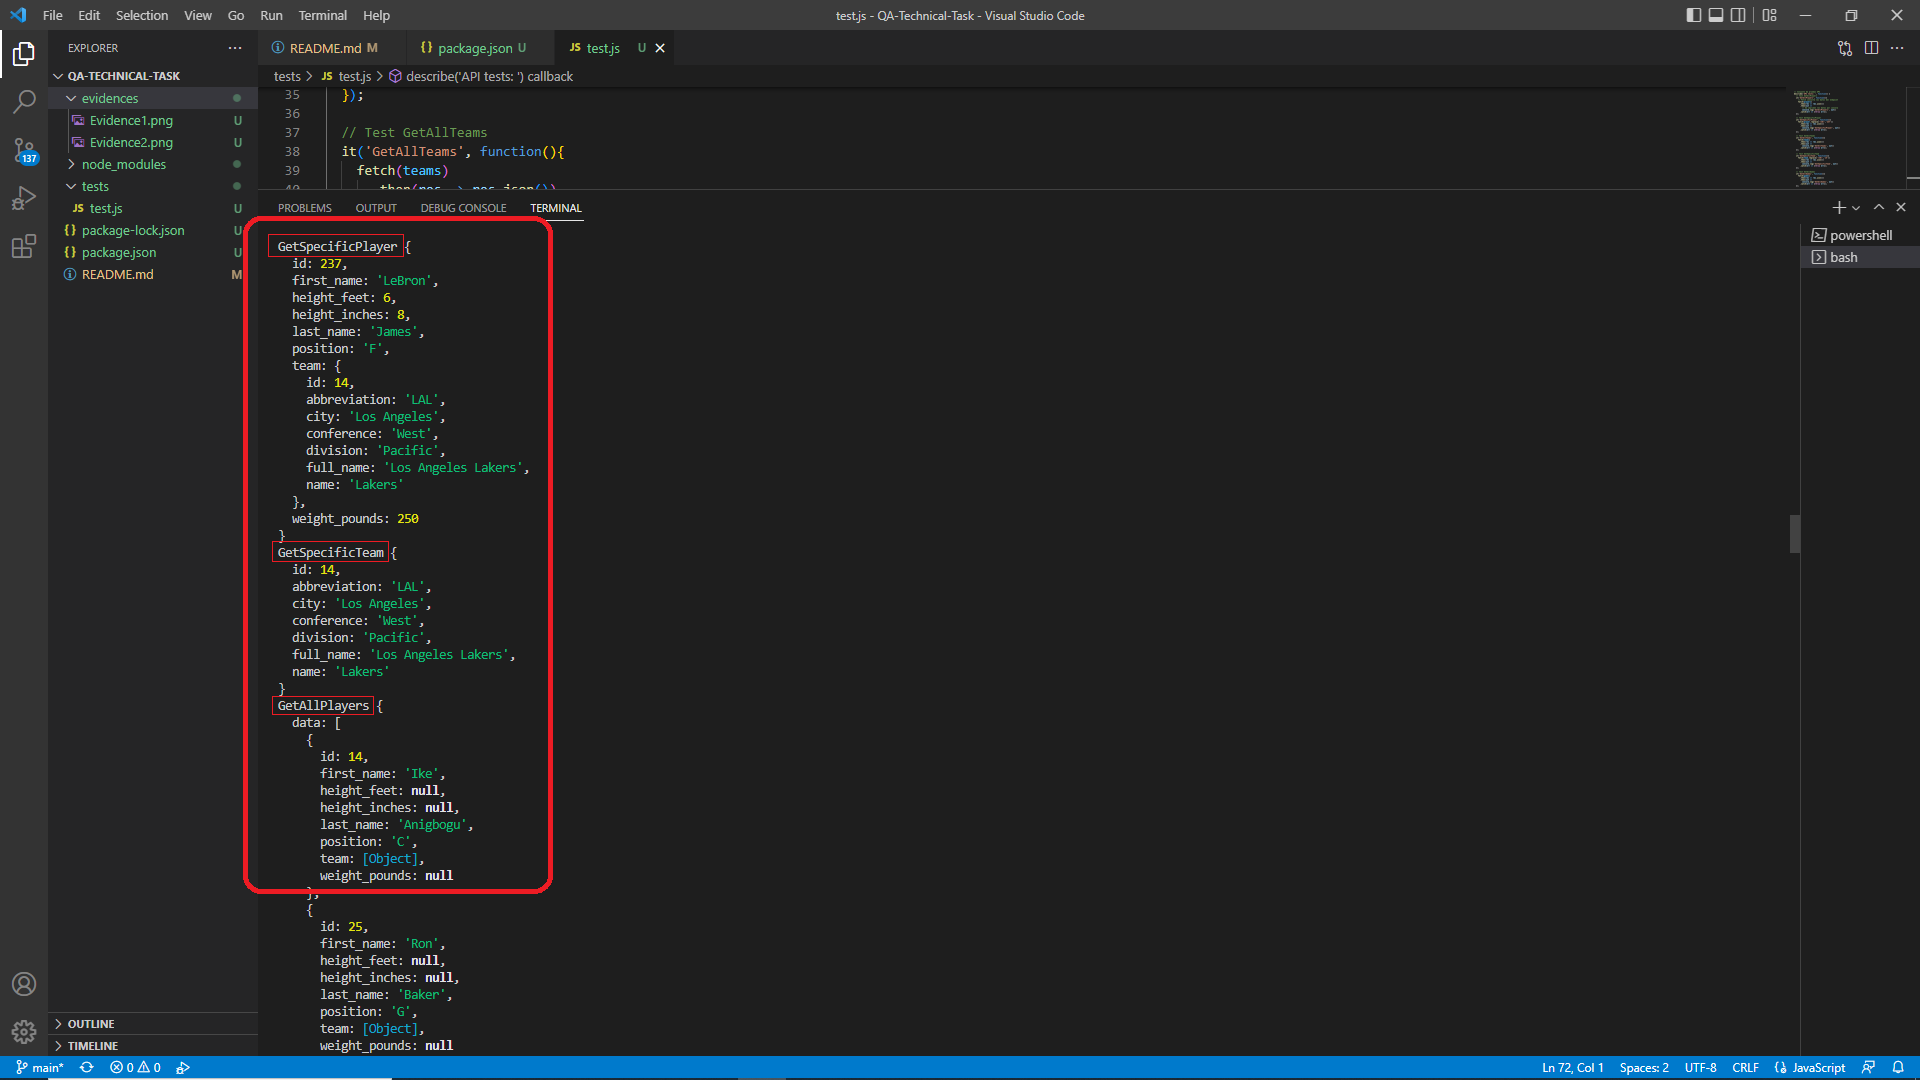 File Edit Selection View Go Run Terminal Help
test.js - QA-Technical-Task - Visual Studio Code
EXPLORER
QA-TECHNICAL-TASK
evidences
Evidence1.png U
Evidence2.png U
node_modules
tests
test.js U
package-lock.json U
package.json U
README.md M
137
OUTLINE
TIMELINE
README.md M
package.json U
JS test.js U
tests > JS test.js > describe('API tests: ') callback
35 });
36
37 // Test GetAllTeams
38 it('GetAllTeams', function(){
39 fetch(teams)
40 .then(res => res.json())
PROBLEMS OUTPUT DEBUG CONSOLE TERMINAL
powershell
bash
GetSpecificPlayer {
id: 237,
first_name: 'LeBron',
height_feet: 6,
height_inches: 8,
last_name: 'James',
position: 'F',
team: {
id: 14,
abbreviation: 'LAL',
city: 'Los Angeles',
conference: 'West',
division: 'Pacific',
full_name: 'Los Angeles Lakers',
name: 'Lakers'
},
weight_pounds: 250
}
GetSpecificTeam {
id: 14,
abbreviation: 'LAL',
city: 'Los Angeles',
conference: 'West',
division: 'Pacific',
full_name: 'Los Angeles Lakers',
name: 'Lakers'
}
GetAllPlayers {
data: [
{
id: 14,
first_name: 'Ike',
height_feet: null,
height_inches: null,
last_name: 'Anigbogu',
position: 'C',
team: [Object],
weight_pounds: null
},
{
id: 25,
first_name: 'Ron',
height_feet: null,
height_inches: null,
last_name: 'Baker',
position: 'G',
team: [Object],
weight_pounds: null
main* 0 0
Ln 72, Col 1 Spaces: 2 UTF-8 CRLF JavaScript